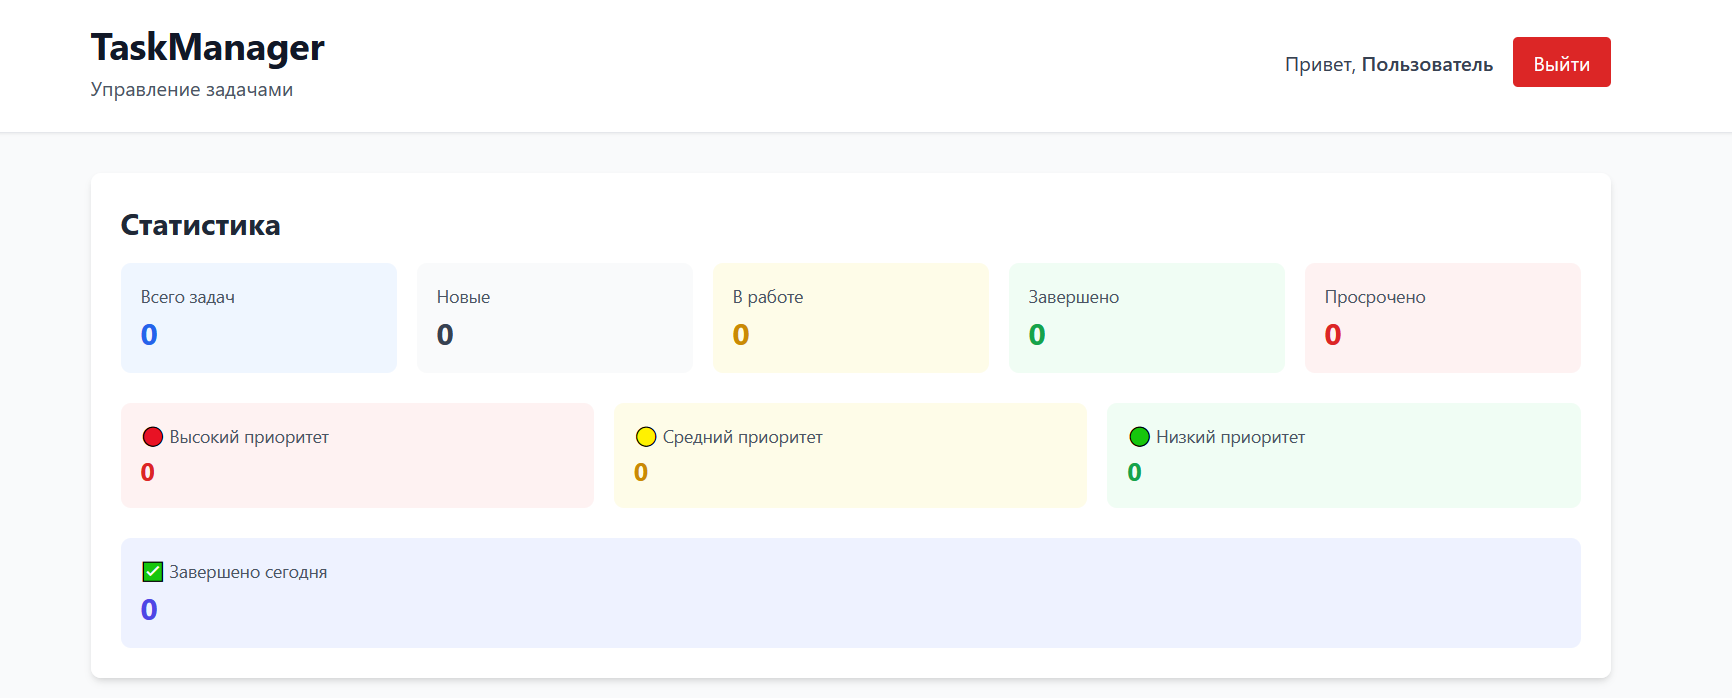 TaskManager
Управление задачами
Привет, Пользователь
Выйти
Статистика
Всего задач
0
Новые
0
В работе
0
Завершено
0
Просрочено
0
Высокий приоритет
0
Средний приоритет
0
Низкий приоритет
0
Завершено сегодня
0